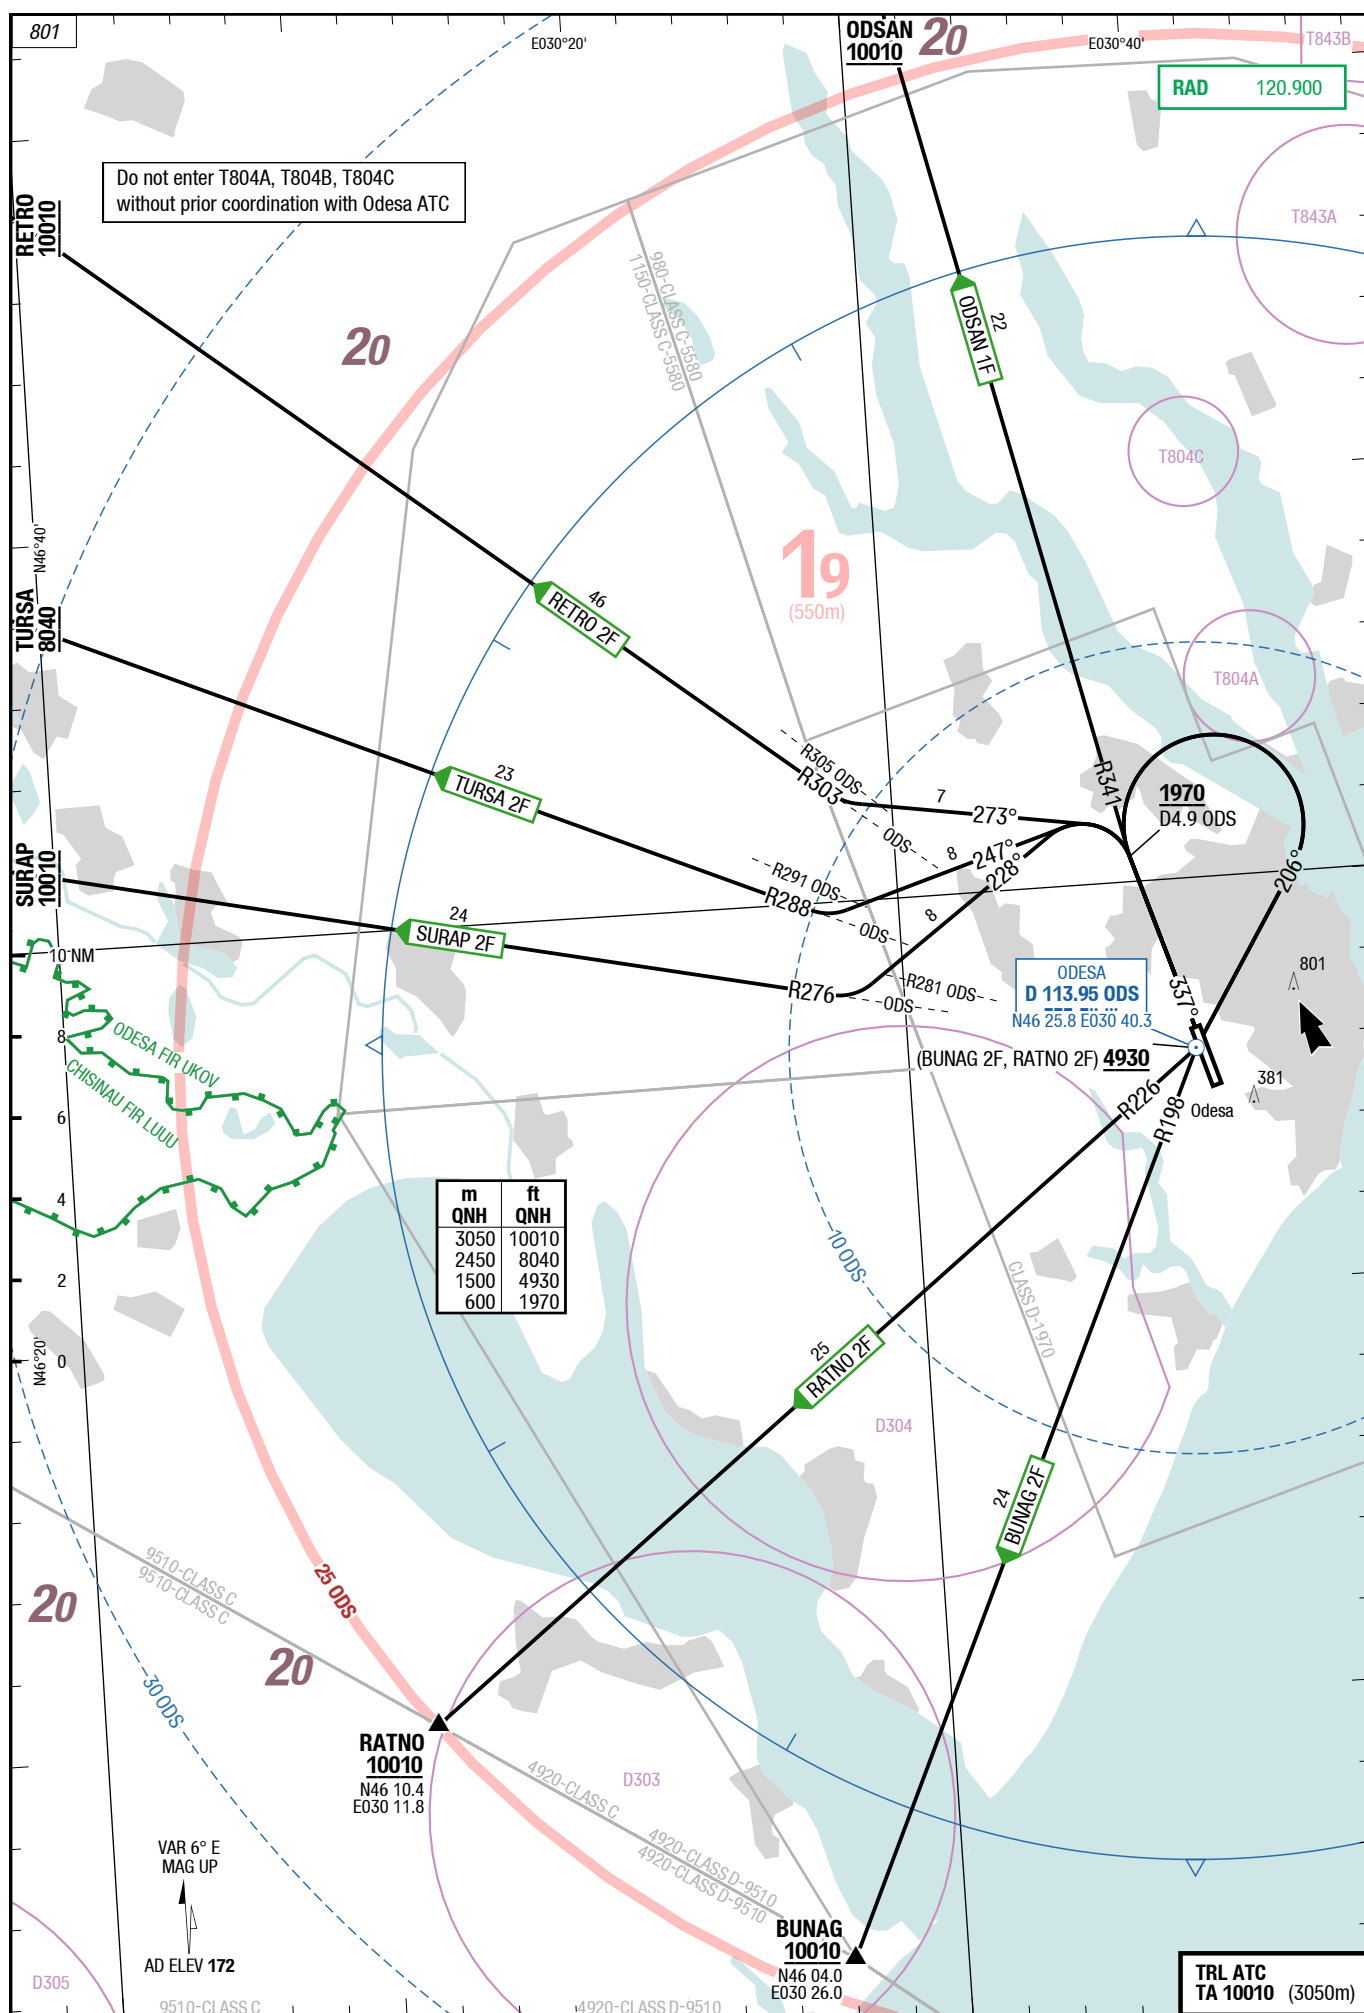 801
E030°20'
ODSAN
10010
20
E030°40'
T843B
RAD 120.900
Do not enter T804A, T804B, T804C
without prior coordination with Odesa ATC
RETRO
10010
T843A
20
980-CLASS C-5580
1150-CLASS C-5580
22
ODSAN 1F
T804C
N46°40'
19
(550m)
TURSA
8040
46
RETRO 2F
T804A
23
TURSA 2F
R305 ODS
R303
ODS
7
273°
R341
1970
D4.9 ODS
8
247°
228°
206°
SURAP
10010
R291 ODS
R288
ODS
8
24
SURAP 2F
10 NM
R276
R281 ODS
ODS
337°
ODESA
D 113.95 ODS
N46 25.8 E030 40.3
801
8
ODESA FIR UKOV
CHISINAU FIR LUUU
(BUNAG 2F, RATNO 2F) 4930
381
R226
R198
Odesa
6
4
m ft
QNH QNH
3050 10010
2450 8040
1500 4930
600 1970
10 ODS
CLASS D-1970
2
N46°20'
0
25
RATNO 2F
D304
24
BUNAG 2F
9510-CLASS C
9510-CLASS C
25 ODS
20
20
30 ODS
RATNO
10010
N46 10.4
E030 11.8
4920-CLASS C
D303
4920-CLASS D-9510
4920-CLASS D-9510
VAR 6° E
MAG UP
AD ELEV 172
BUNAG
10010
N46 04.0
E030 26.0
D305
9510-CLASS C
4920-CLASS D-9510
TRL ATC
TA 10010 (3050m)